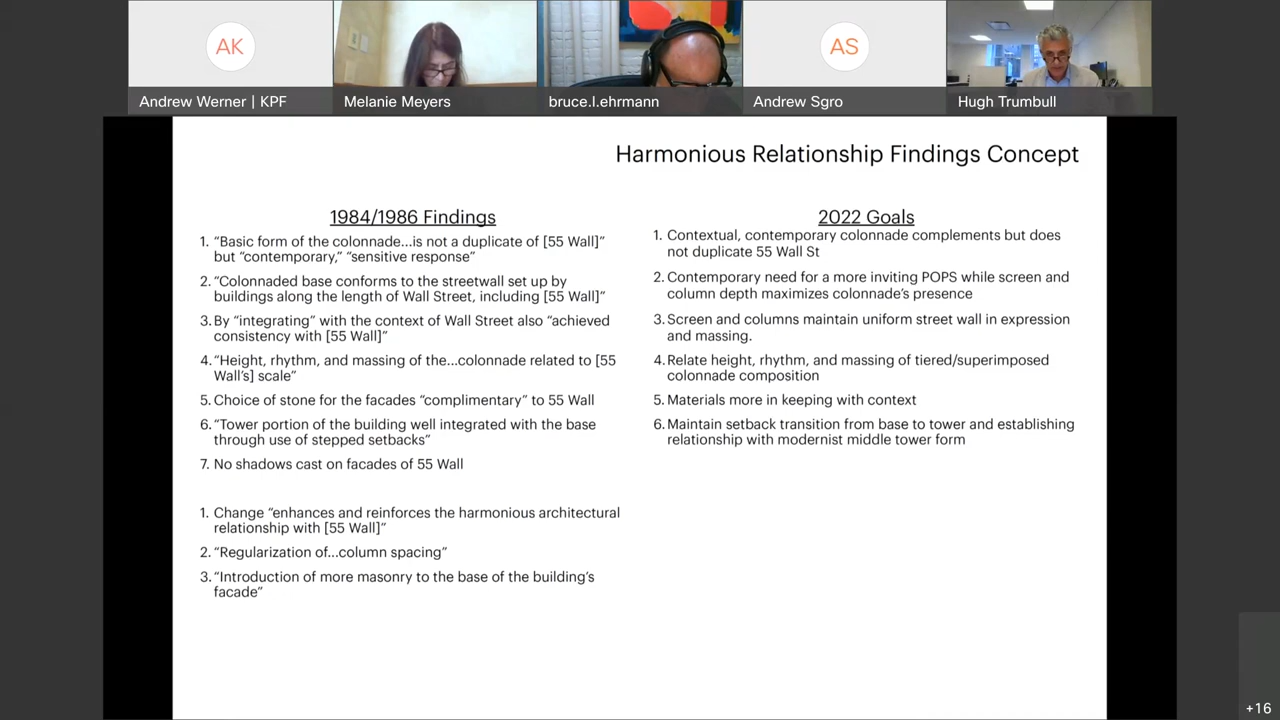 AK
AS
Andrew Werner | KPF
Melanie Meyers
bruce.l.ehrmann
Andrew Sgro
Hugh Trumbull
Harmonious Relationship Findings Concept
1984/1986 Findings
1. “Basic form of the colonnade...is not a duplicate of [55 Wall]”
but “contemporary,” “sensitive response”
2. “Colonnaded base conforms to the streetwall set up by
buildings along the length of Wall Street, including [55 Wall]”
3. By “integrating” with the context of Wall Street also “achieved
consistency with [55 Wall]”
4. “Height, rhythm, and massing of the...colonnade related to [55
Wall’s] scale”
5. Choice of stone for the facades “complimentary” to 55 Wall
6. “Tower portion of the building well integrated with the base
through use of stepped setbacks”
7. No shadows cast on facades of 55 Wall
1. Change “enhances and reinforces the harmonious architectural
relationship with [55 Wall]”
2. “Regularization of...column spacing”
3. “Introduction of more masonry to the base of the building’s
facade”
2022 Goals
1. Contextual, contemporary colonnade complements but does
not duplicate 55 Wall St
2. Contemporary need for a more inviting POPS while screen and
column depth maximizes colonnade’s presence
3. Screen and columns maintain uniform street wall in expression
and massing.
4. Relate height, rhythm, and massing of tiered/superimposed
colonnade composition
5. Materials more in keeping with context
6. Maintain setback transition from base to tower and establishing
relationship with modernist middle tower form
+16